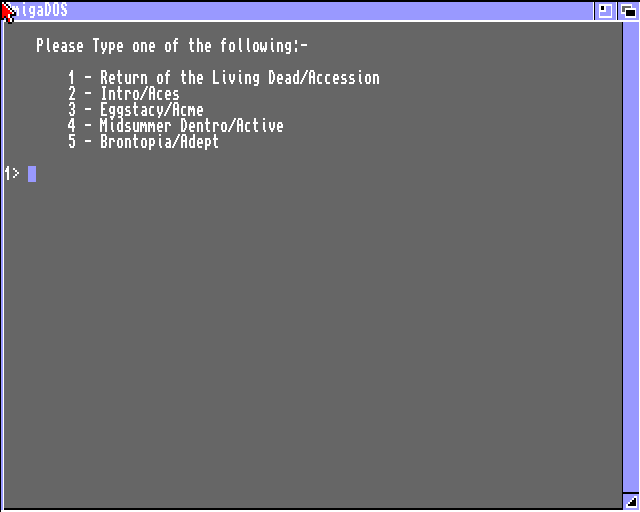 migaDOS
Please Type one of the following:-
1 - Return of the Living Dead/Accession
2 - Intro/Aces
3 - Eggstacy/Acme
4 - Midsummer Dentro/Active
5 - Brontopia/Adept
1>